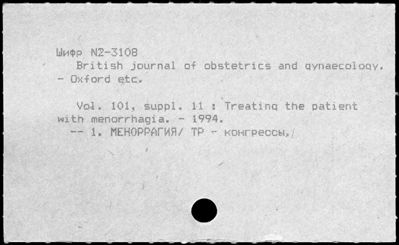 Шифр N2-3108
British journal of obstetrics and gynaecology.
- Oxford etc.
Vol. 101, suppl. 11 : Treating the patient
with menorrhagia. - 1994.
-- 1. МЕНОРРАГИЯ/ ТР - конгрессы,